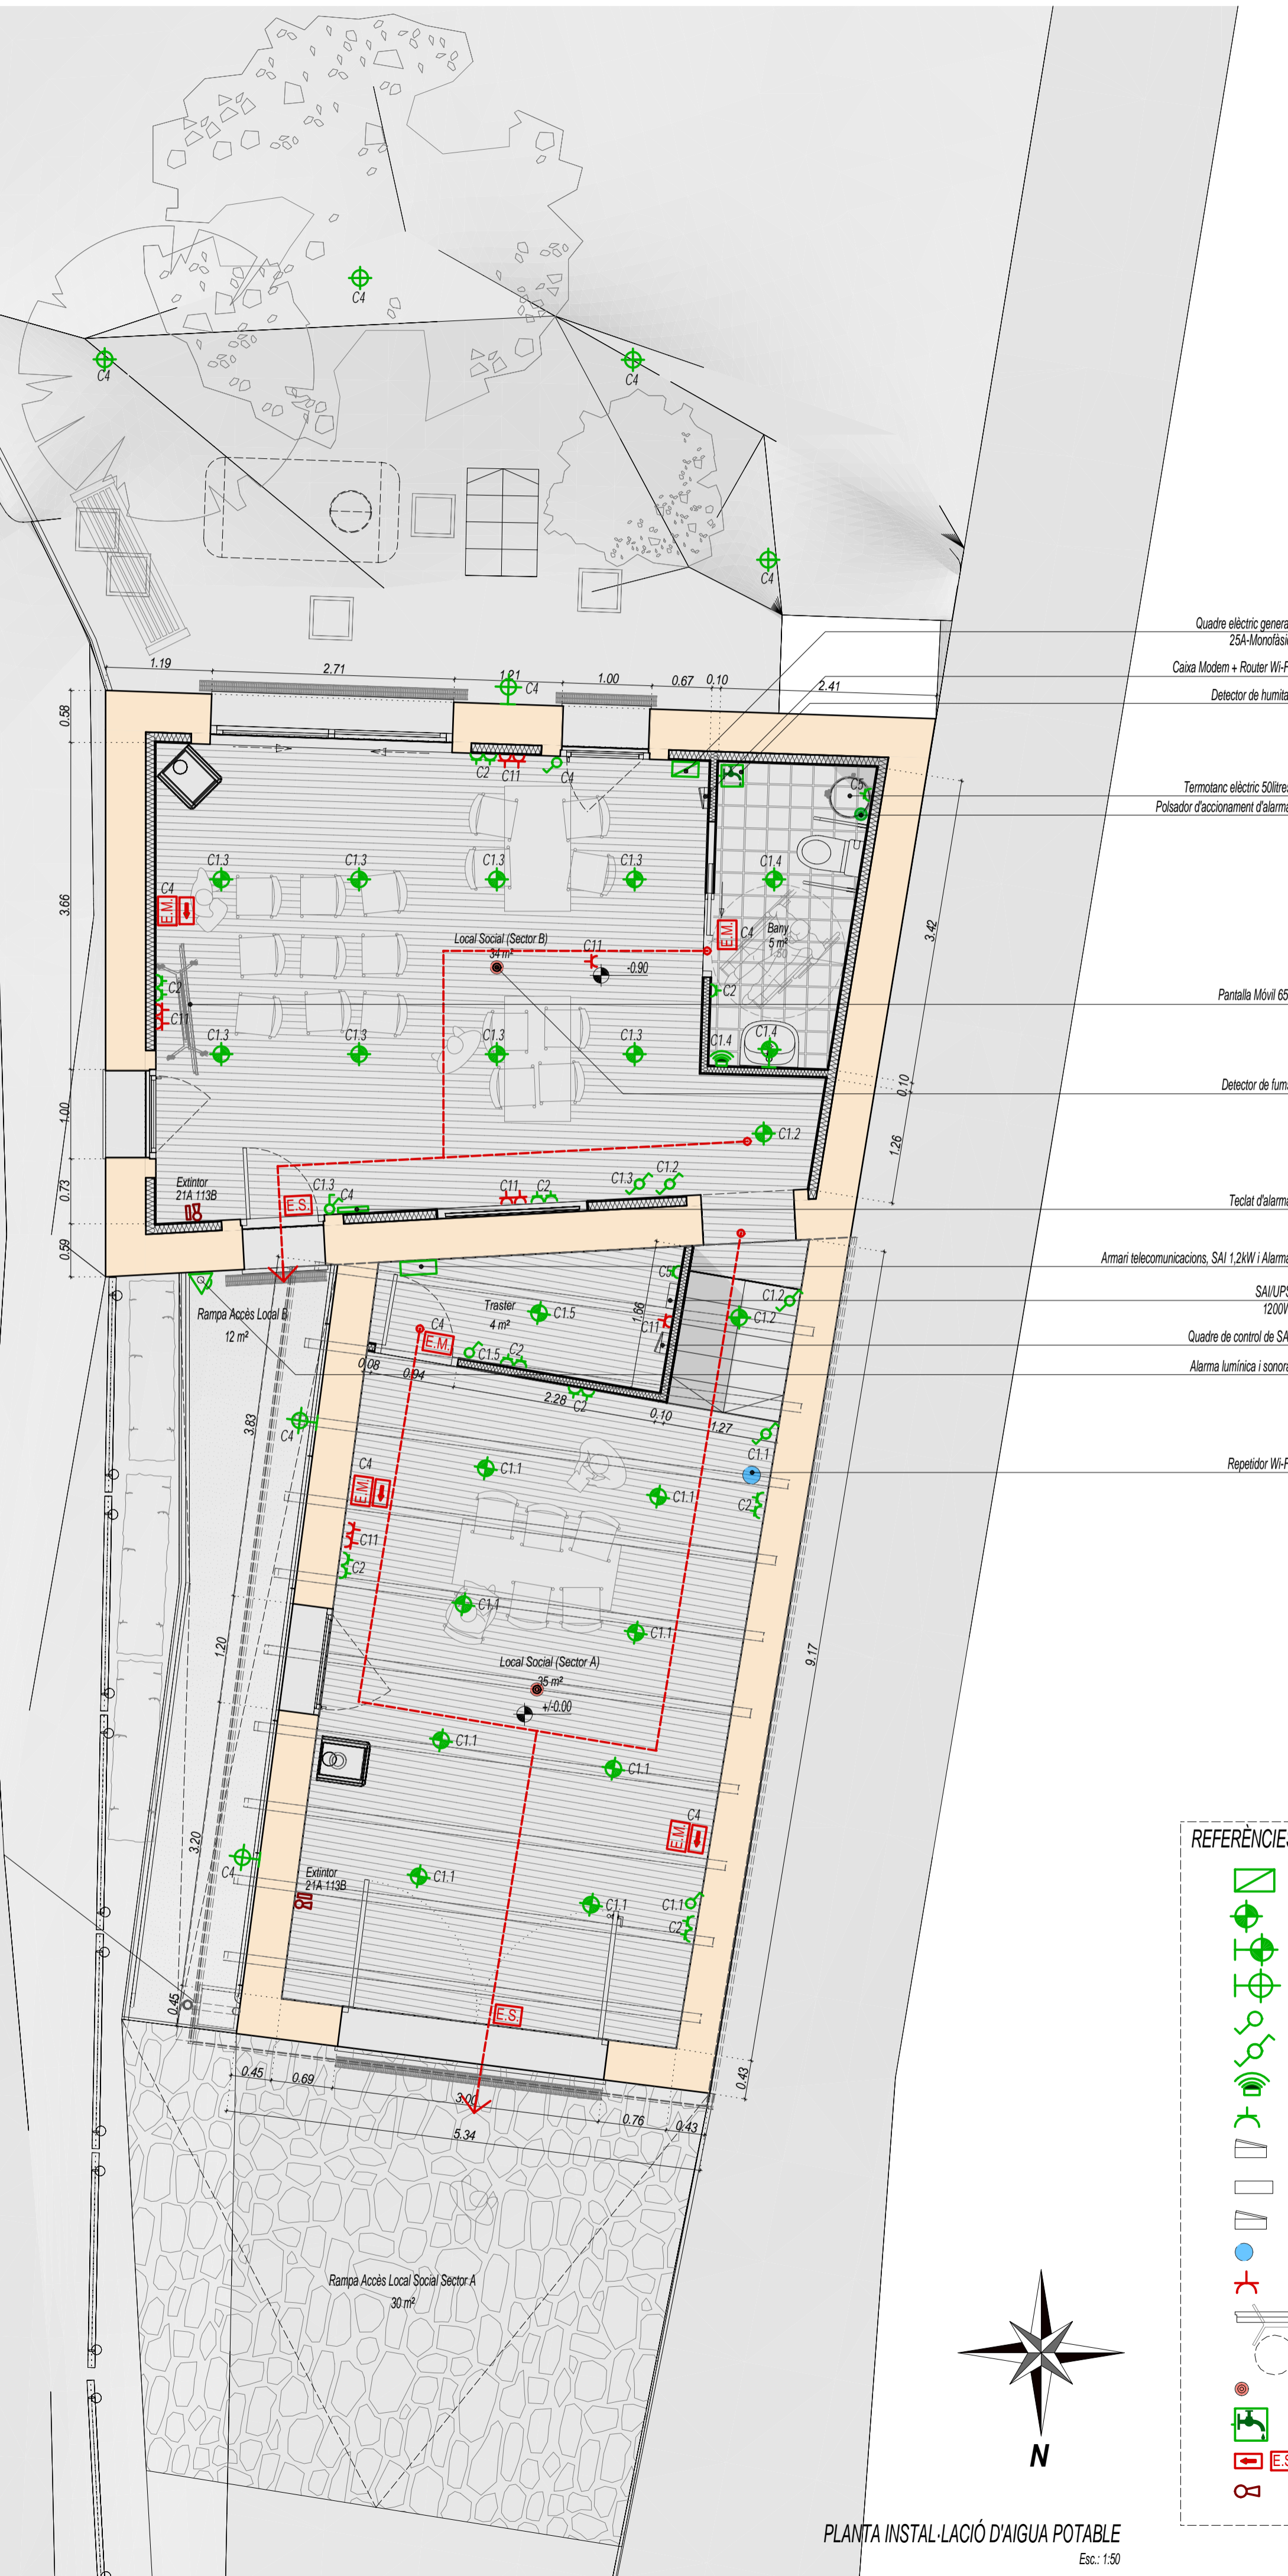 C4
C4
C4
C4
Quadre elèctric genera
25A-Monofàsic
Caixa Modem + Router Wi-F
Detector de humita
1.19
2.71
1.21
C4
1.00
0.67
0.10
2.41
0.58
C2
C11
C4
C5
Termotanc elèctric 50litres
Polsador d'accionament d'alarma
C1.3
C1.3
C1.3
C1.3
C1.4
C4
E.M.
3.66
3.42
Local Social (Sector B)
34 m²
C11
-0.90
E.M.
C4
Bany
5 m²
1.50
C2
C11
C2
Pantalla Móvil 65
C1.3
C1.3
C1.3
C1.3
C1.4
C1.4
Detector de fums
0.10
1.00
1.26
C1.2
0.73
Extintor
21A 113B
E.S.
C1.3
C4
C11
C2
C1.3
C1.2
Teclat d'alarma
0.59
Armari telecomunicacions, SAI 1,2kW i Alarma
SAI/UPS
1200W
Rampa Accès Local B
12 m²
Traster
4 m²
C1.5
1.66
C5
C11
C1.2
C1.2
Quadre de control de SA
Alarma lumínica i sonora
C4
E.M.
C1.5
C2
0.08
0.94
2.28
C2
0.10
1.27
3.83
C4
C1.1
Repetidor Wi-F
C4
E.M.
C1.1
C1.1
C2
C11
C2
C1.1
C1.1
1.20
9.17
Local Social (Sector A)
35 m²
+/-0.00
C1.1
C1.1
3.20
C4
E.M.
C4
Extintor
21A 113B
C1.1
C1.1
C1.1
C2
0.45
E.S.
0.45
0.69
3.00
0.76
0.43
0.43
5.34
Rampa Accès Local Social Sector A
30 m²
REFERÈNCIES
E.S
N
PLANTA INSTAL·LACIÓ D'AIGUA POTABLE
Esc.: 1:50